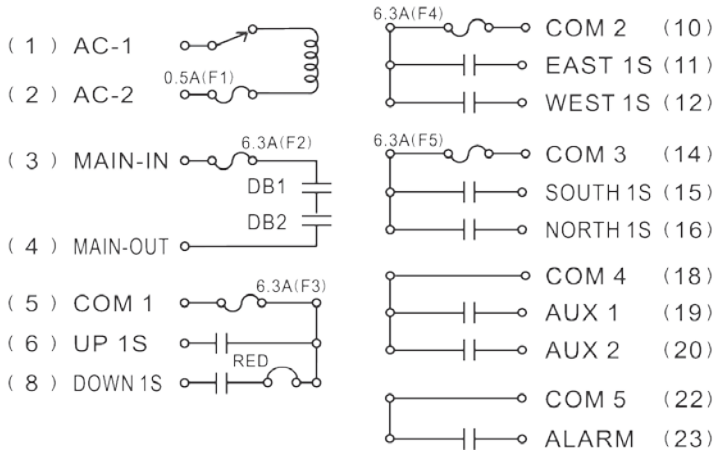 ( 1 ) AC-1
0.5A(F1)
( 2 ) AC-2
6.3A(F2)
( 3 ) MAIN-IN
DB1
DB2
( 4 ) MAIN-OUT
6.3A(F3)
( 5 ) COM 1
( 6 ) UP 1S
RED
( 8 ) DOWN 1S
6.3A(F4)
COM 2 (10)
EAST 1S (11)
WEST 1S (12)
6.3A(F5)
COM 3 (14)
SOUTH 1S (15)
NORTH 1S (16)
COM 4 (18)
AUX 1 (19)
AUX 2 (20)
COM 5 (22)
ALARM (23)